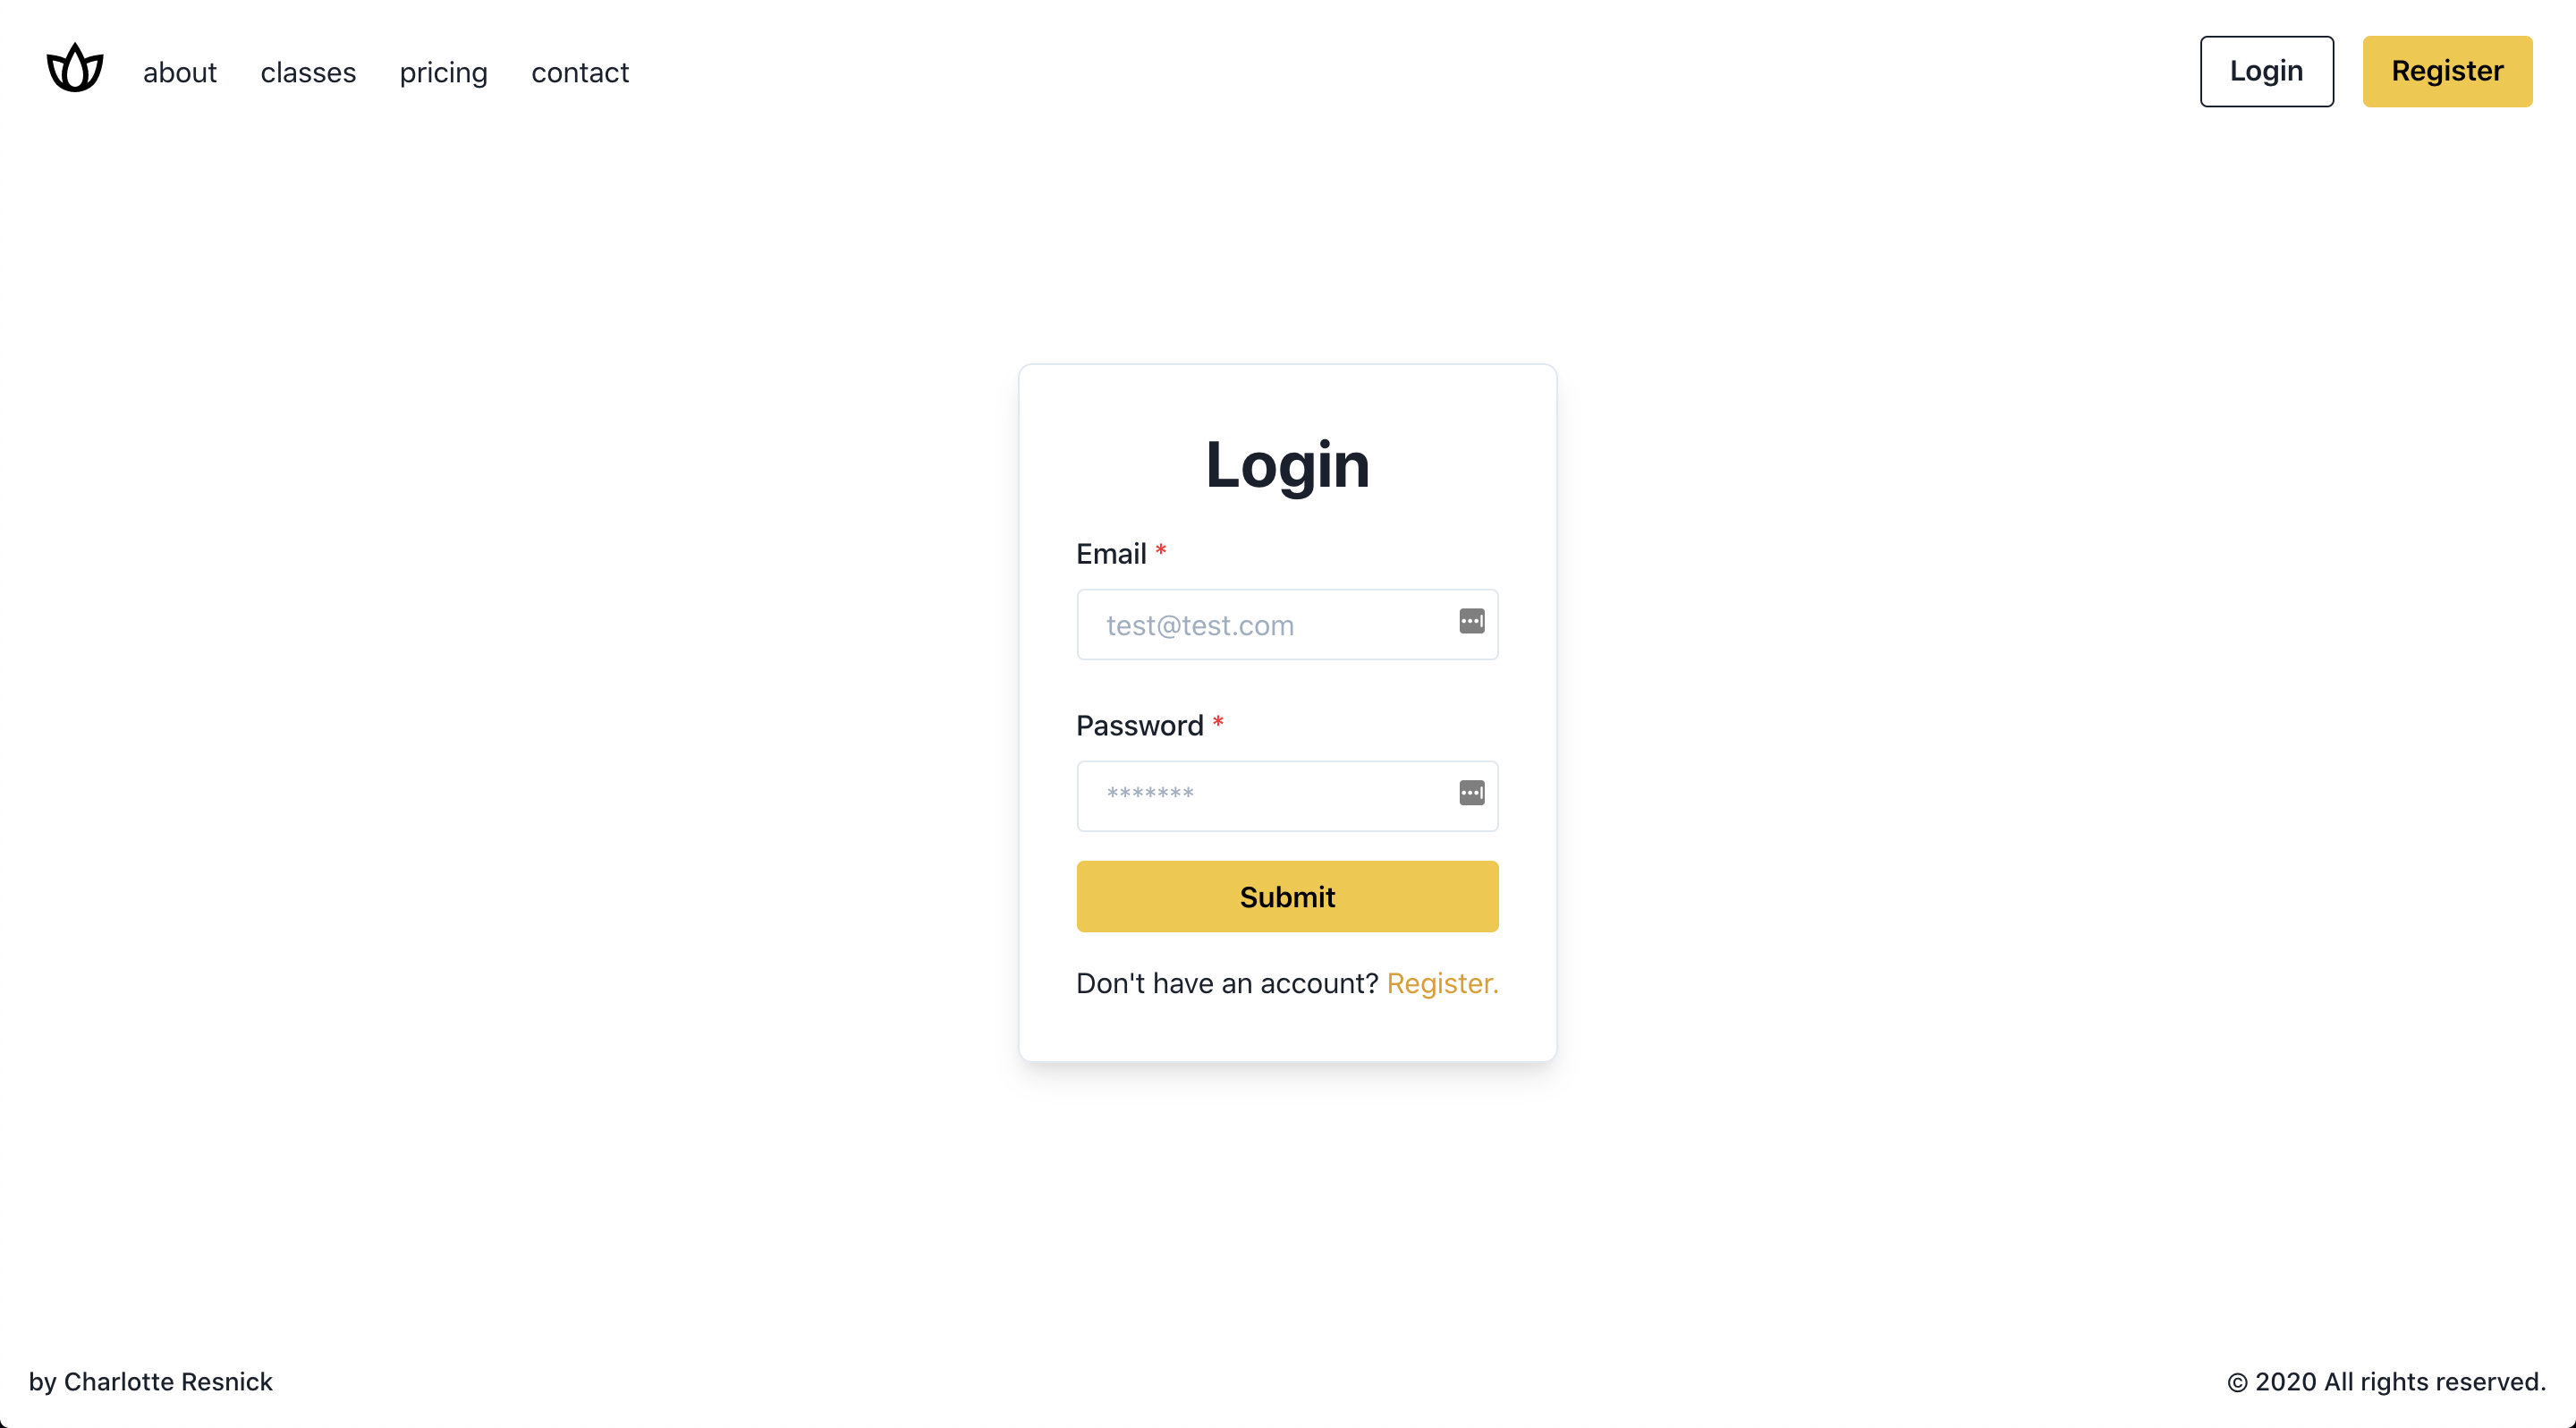 about classes pricing contact Login Register
Login
Email *
test@test.com
Password *
*******
Submit
Don't have an account? Register.
by Charlotte Resnick © 2020 All rights reserved.